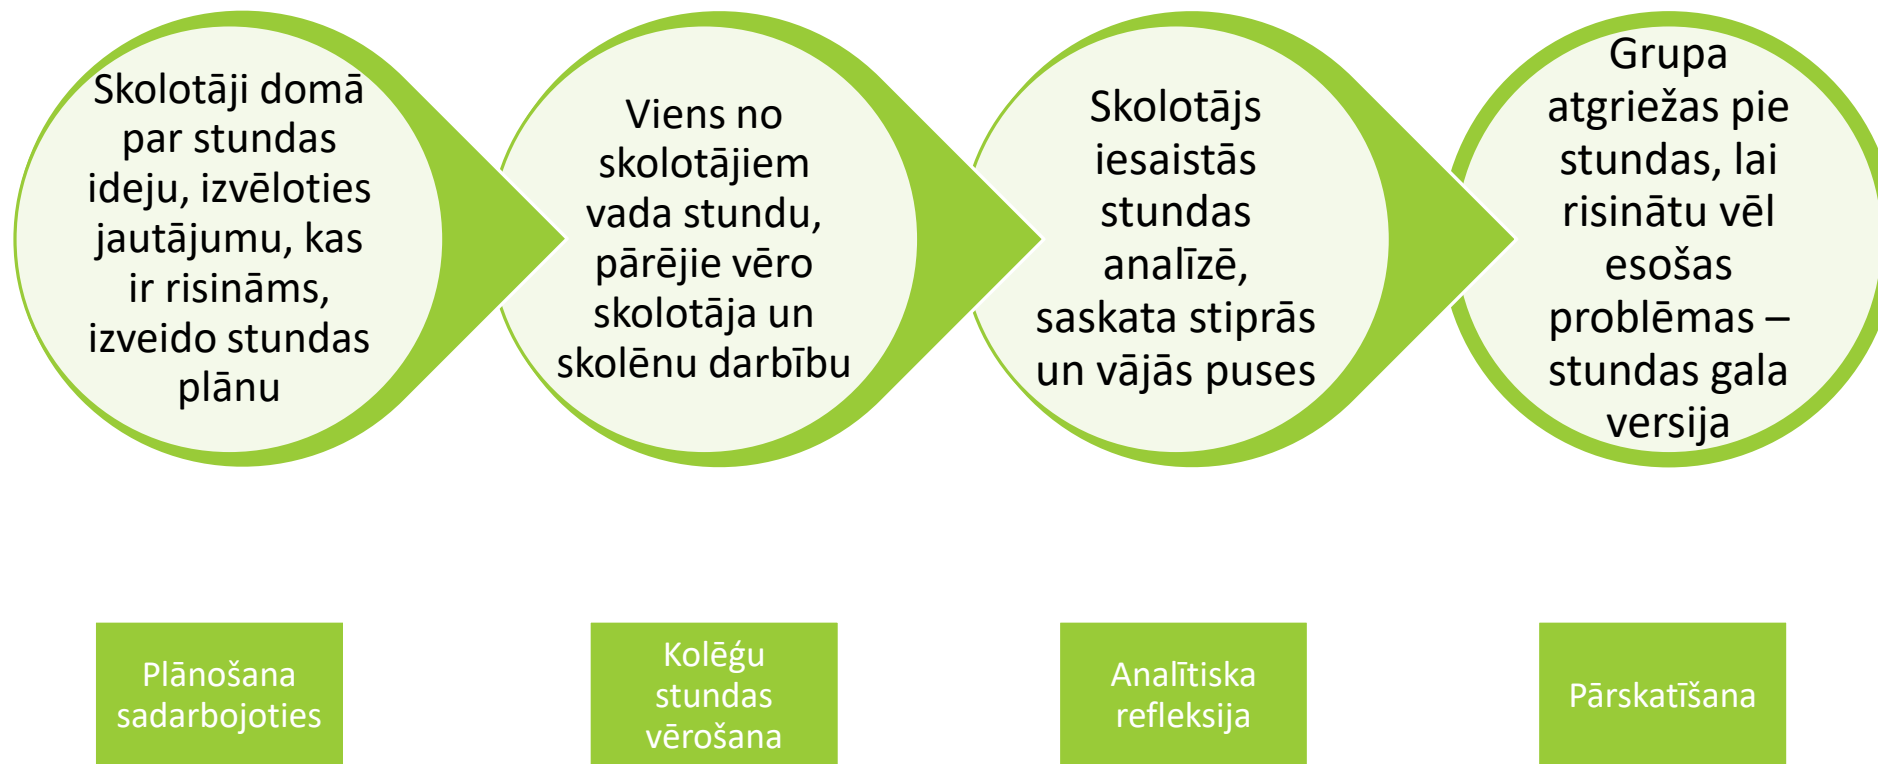 Skolotāji domā
par stundas
ideju, izvēloties
jautājumu, kas
ir risināms,
izveido stundas
plānu
Viens no
skolotājiem
vada stundu,
pārējie vēro
skolotāja un
skolēnu darbību
Skolotājs
iesaistās
stundas
analīzē,
saskata stiprās
un vājās puses
Grupa
atgriežas pie
stundas, lai
risinātu vēl
esošas
problēmas –
stundas gala
versija
Plānošana
sadarbojoties
Kolēģu
stundas
vērošana
Analītiska
refleksija
Pārskatīšana